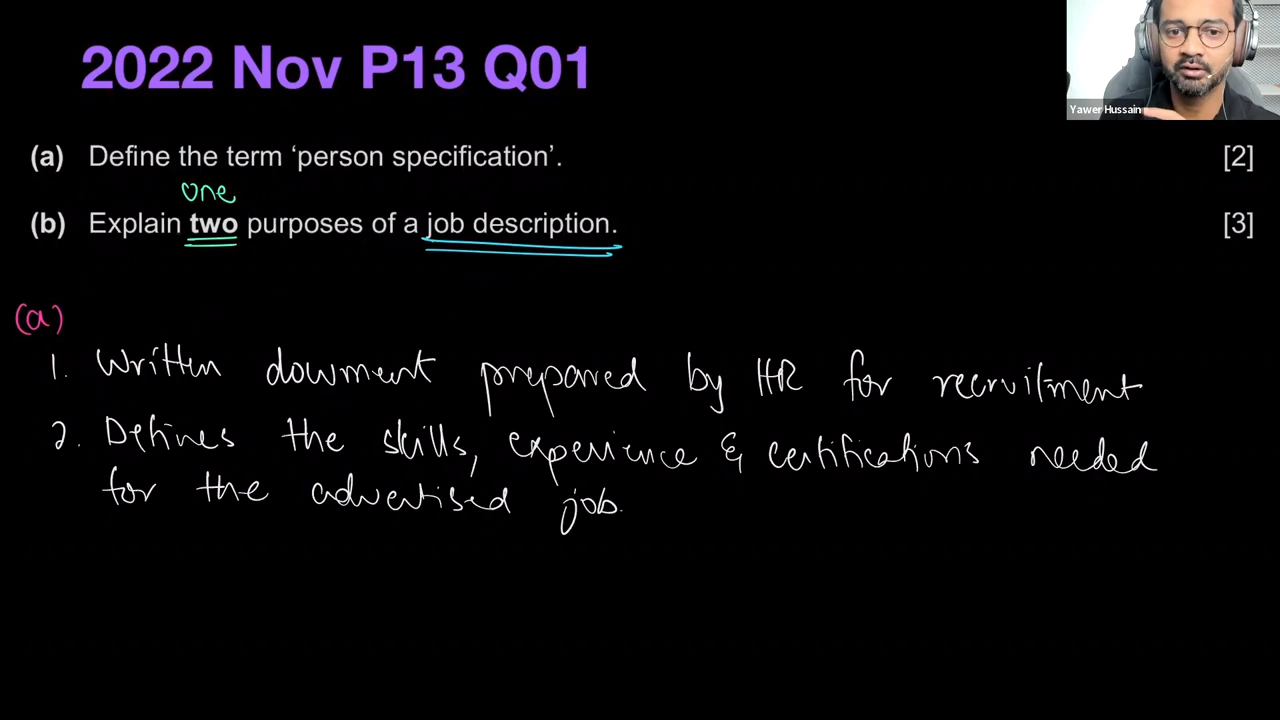 2022 Nov P13 Q01
Yawer Hussain
(a) Define the term ‘person specification’. [2]
one
(b) Explain two purposes of a job description. [3]
(a)
1. Written document prepared by HR for recruitment
2. Defines the skills, experience & certifications needed
for the advertised job.